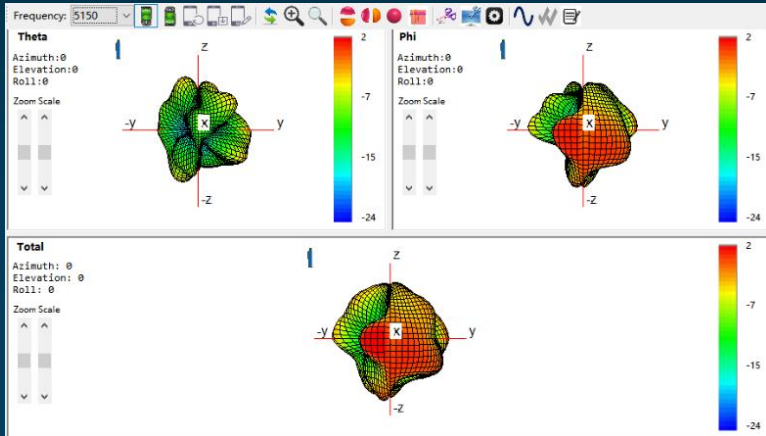 Frequency: 5150
Theta
Azimuth:0
Elevation:0
Roll:0
Zoom Scale
z
-y
x
y
-z
2
-7
-15
-24
Phi
Azimuth:0
Elevation:0
Roll:0
Zoom Scale
z
-y
x
y
-z
2
-7
-15
-24
Total
Azimuth: 0
Elevation: 0
Roll: 0
Zoom Scale
z
-y
x
y
-z
2
-7
-15
-24